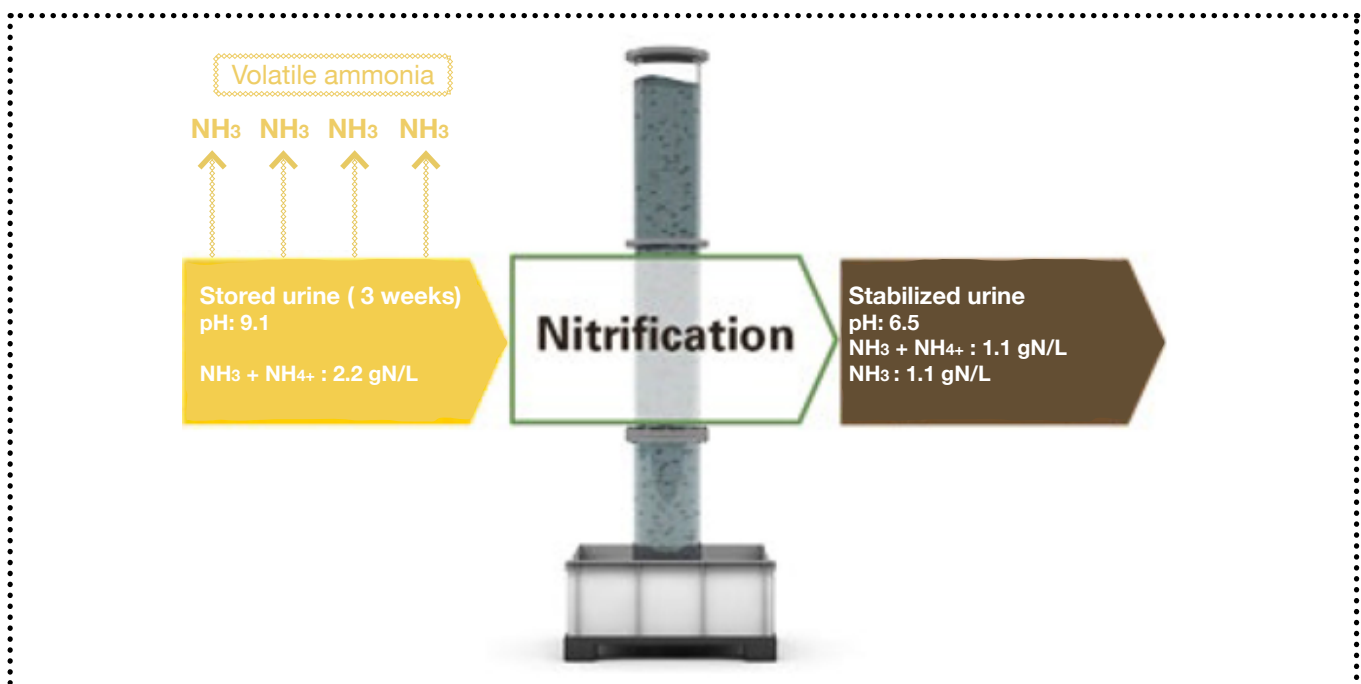 Volatile ammonia
NH₃ NH₃ NH₃ NH₃
Stored urine ( 3 weeks)
pH: 9.1
NH₃ + NH₄₊ : 2.2 gN/L
Nitrification
Stabilized urine
pH: 6.5
NH₃ + NH₄₊ : 1.1 gN/L
NH₃ : 1.1 gN/L